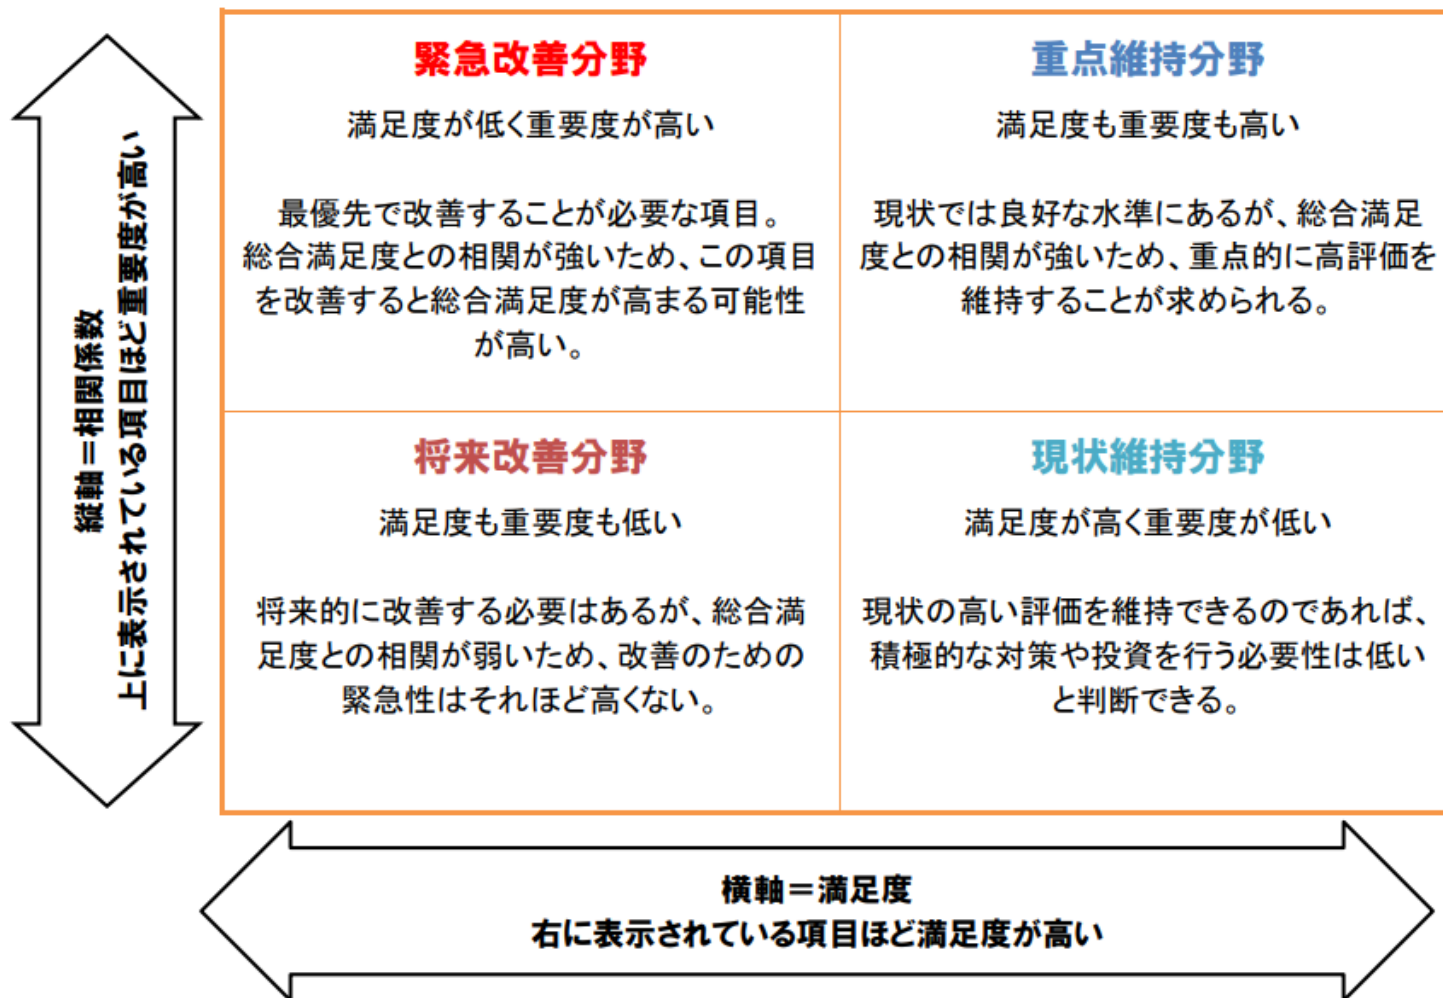 縦軸＝相関係数
上に表示されている項目ほど重要度が高い
緊急改善分野
満足度が低く重要度が高い
最優先で改善することが必要な項目。
総合満足度との相関が強いため、この項目
を改善すると総合満足度が高まる可能性
が高い。
重点維持分野
満足度も重要度も高い
現状では良好な水準にあるが、総合満足
度との相関が強いため、重点的に高評価を
維持することが求められる。
将来改善分野
満足度も重要度も低い
将来的に改善する必要はあるが、総合満
足度との相関が弱いため、改善のための
緊急性はそれほど高くない。
現状維持分野
満足度が高く重要度が低い
現状の高い評価を維持できるのであれば、
積極的な対策や投資を行う必要性は低い
と判断できる。
横軸＝満足度
右に表示されている項目ほど満足度が高い